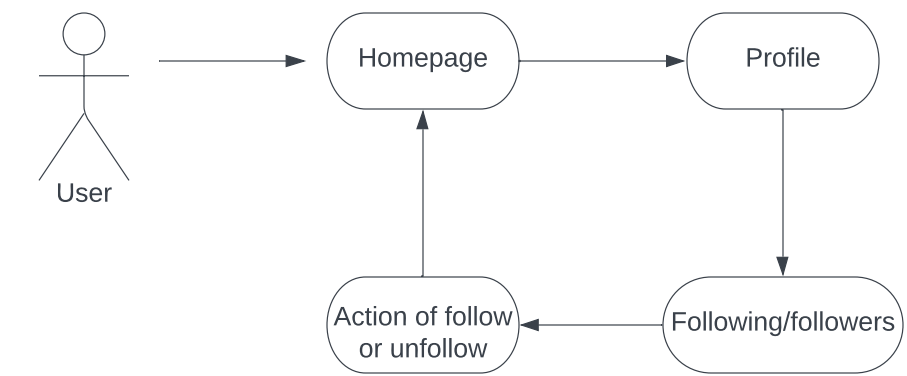 Homepage
Profile
User
Action of follow
or unfollow
Following/followers